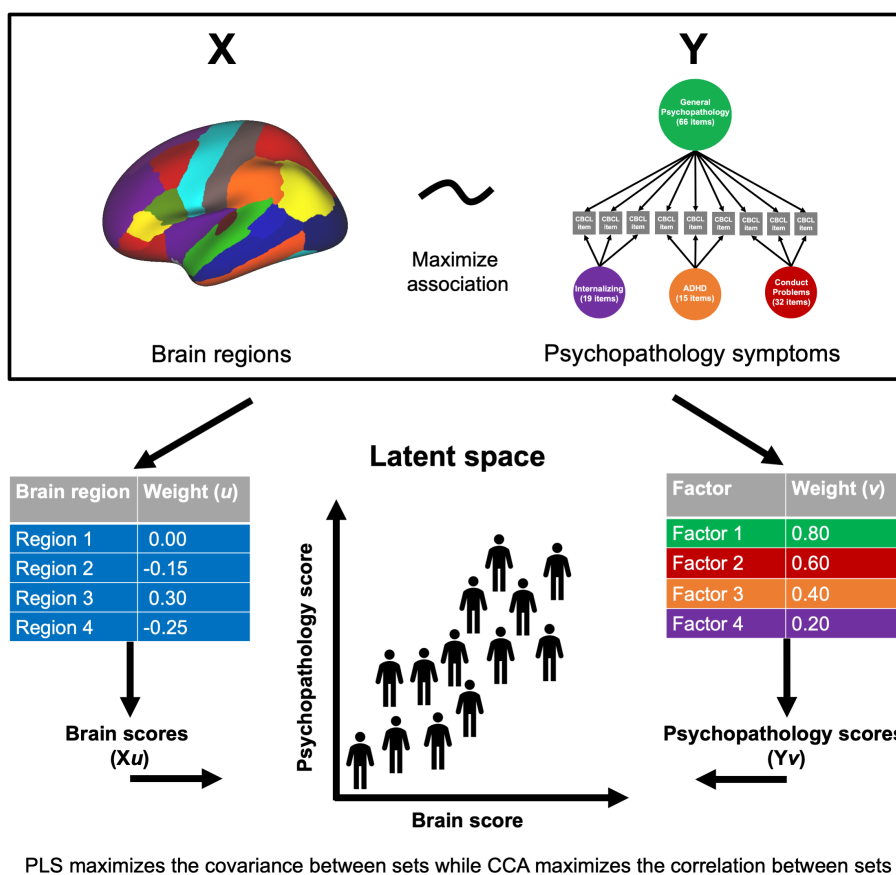 X
Y
General
Psychopathology
(66 items)
CBCL
item
CBCL
item
CBCL
item
CBCL
item
CBCL
item
CBCL
item
CBCL
item
CBCL
item
CBCL
item
Maximize
association
Internalizing
(19 items)
ADHD
(15 items)
Conduct
Problems
(32 items)
Brain regions
Psychopathology symptoms
Latent space
Brain region Weight (u)
Region 1 0.00
Region 2 -0.15
Region 3 0.30
Region 4 -0.25
Brain scores
(Xu)
Psychopathology score
Brain score
Factor Weight (v)
Factor 1 0.80
Factor 2 0.60
Factor 3 0.40
Factor 4 0.20
Psychopathology scores
(Yv)
PLS maximizes the covariance between sets while CCA maximizes the correlation between sets